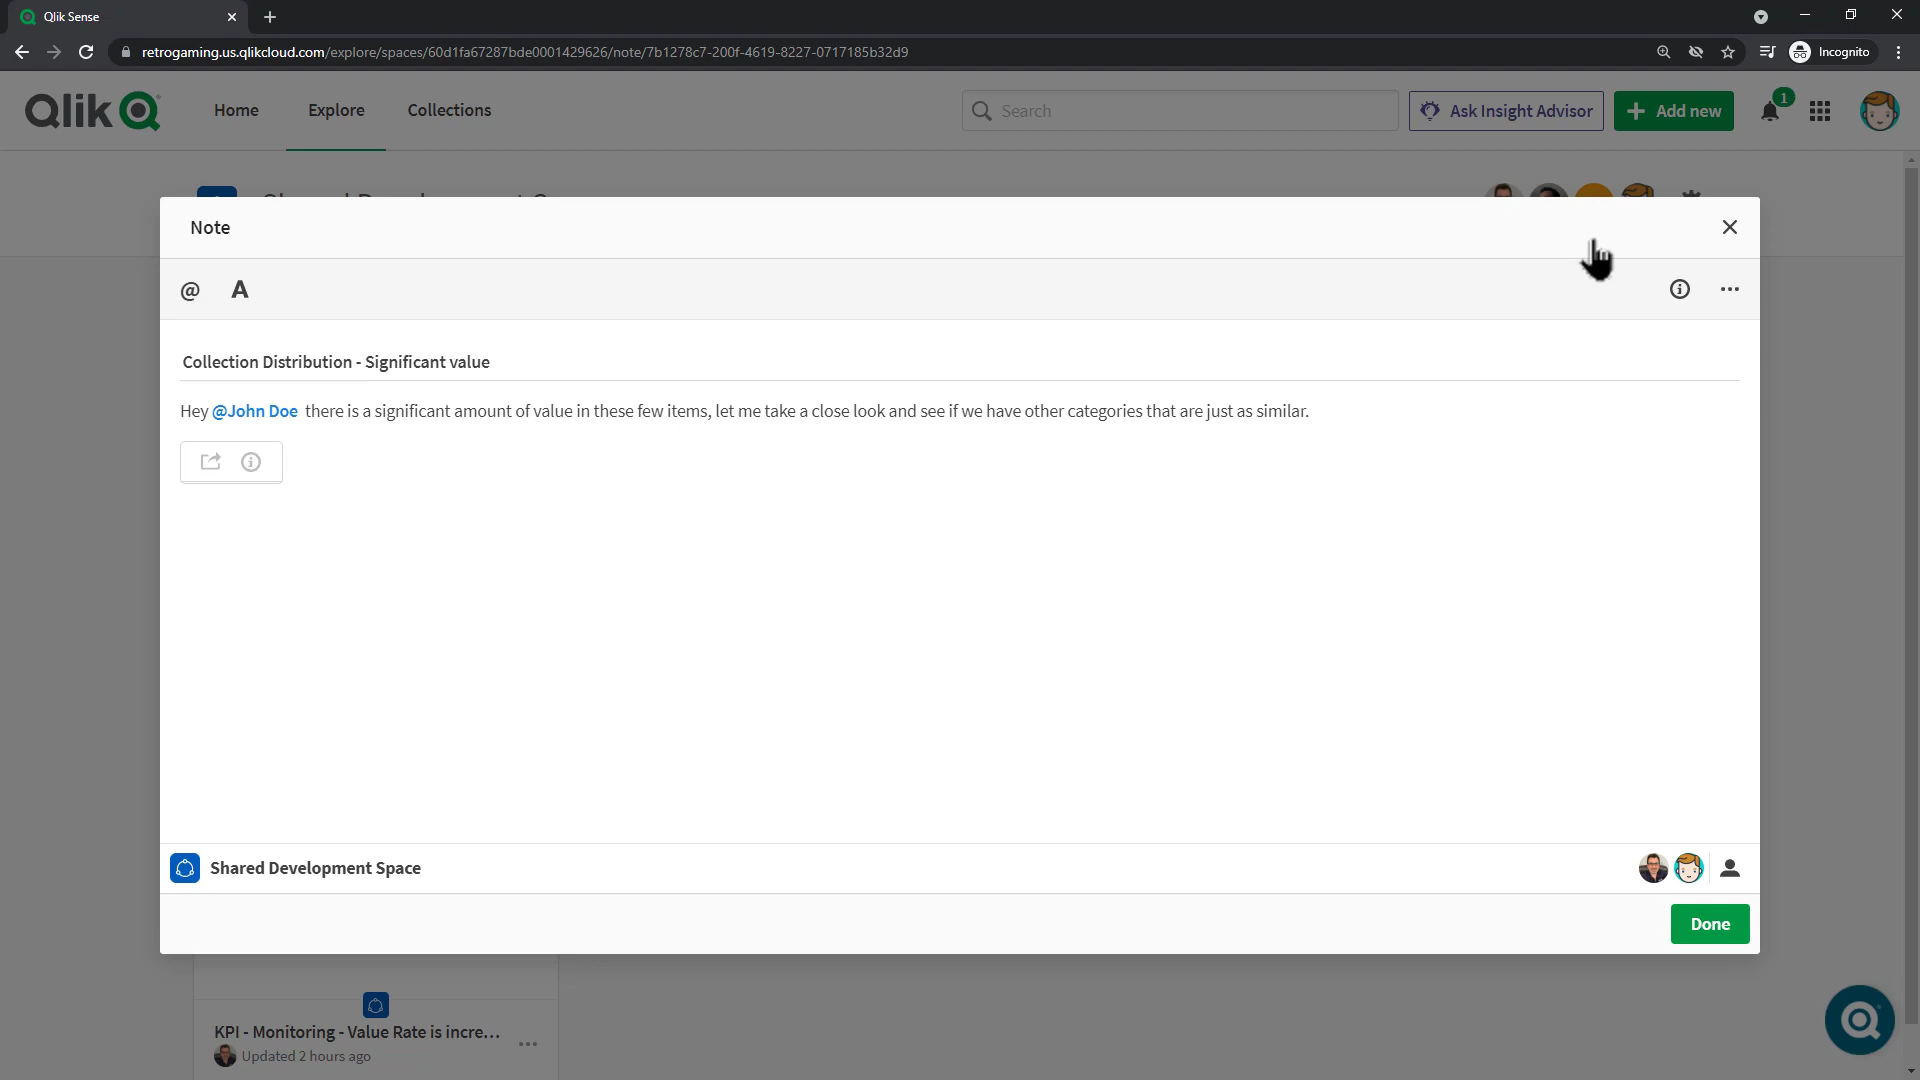 Qlik Sense
retrogaming.us.qlikcloud.com/explore/spaces/60d1fa67287bde0001429626/note/7b1278c7-200f-4619-8227-0717185b32d9
Incognito
Qlik Home Explore Collections Search Ask Insight Advisor Add new 1
Note
@ A
Collection Distribution - Significant value
Hey @John Doe there is a significant amount of value in these few items, let me take a close look and see if we have other categories that are just as similar.
Shared Development Space
Done
KPI - Monitoring - Value Rate is incre...
Updated 2 hours ago